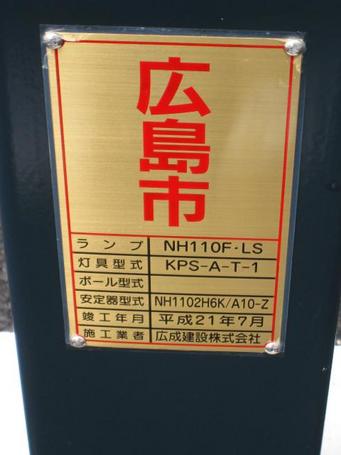 広島市
ランプ NH110F-LS
灯具型式 KPS-A-T-1
ポール型式
安定器型式 NH1102H6K/A10-Z
竣工年月 平成21年7月
施工業者 広成建設株式会社